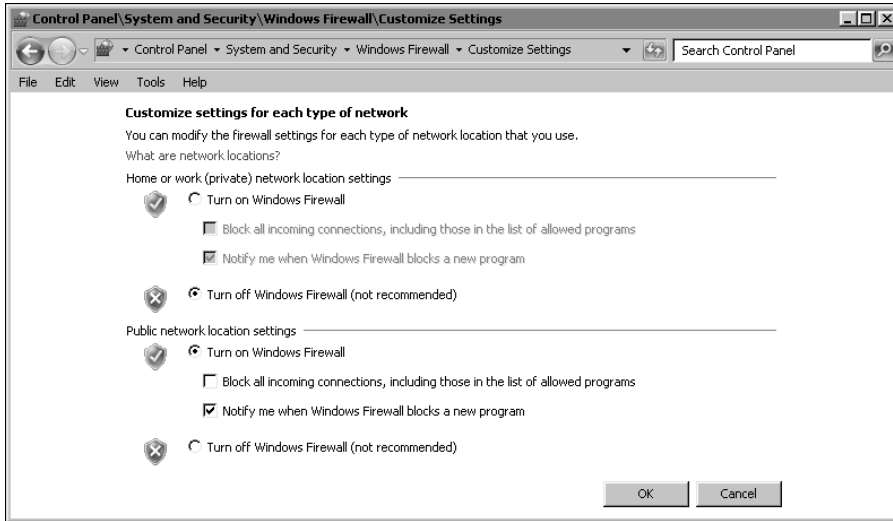 Control Panel\System and Security\Windows Firewall\Customize Settings
Control Panel System and Security Windows Firewall Customize Settings Search Control Panel
File Edit View Tools Help
Customize settings for each type of network
You can modify the firewall settings for each type of network location that you use.
What are network locations?
Home or work (private) network location settings
Turn on Windows Firewall
Block all incoming connections, including those in the list of allowed programs
Notify me when Windows Firewall blocks a new program
Turn off Windows Firewall (not recommended)
Public network location settings
Turn on Windows Firewall
Block all incoming connections, including those in the list of allowed programs
Notify me when Windows Firewall blocks a new program
Turn off Windows Firewall (not recommended)
OK Cancel